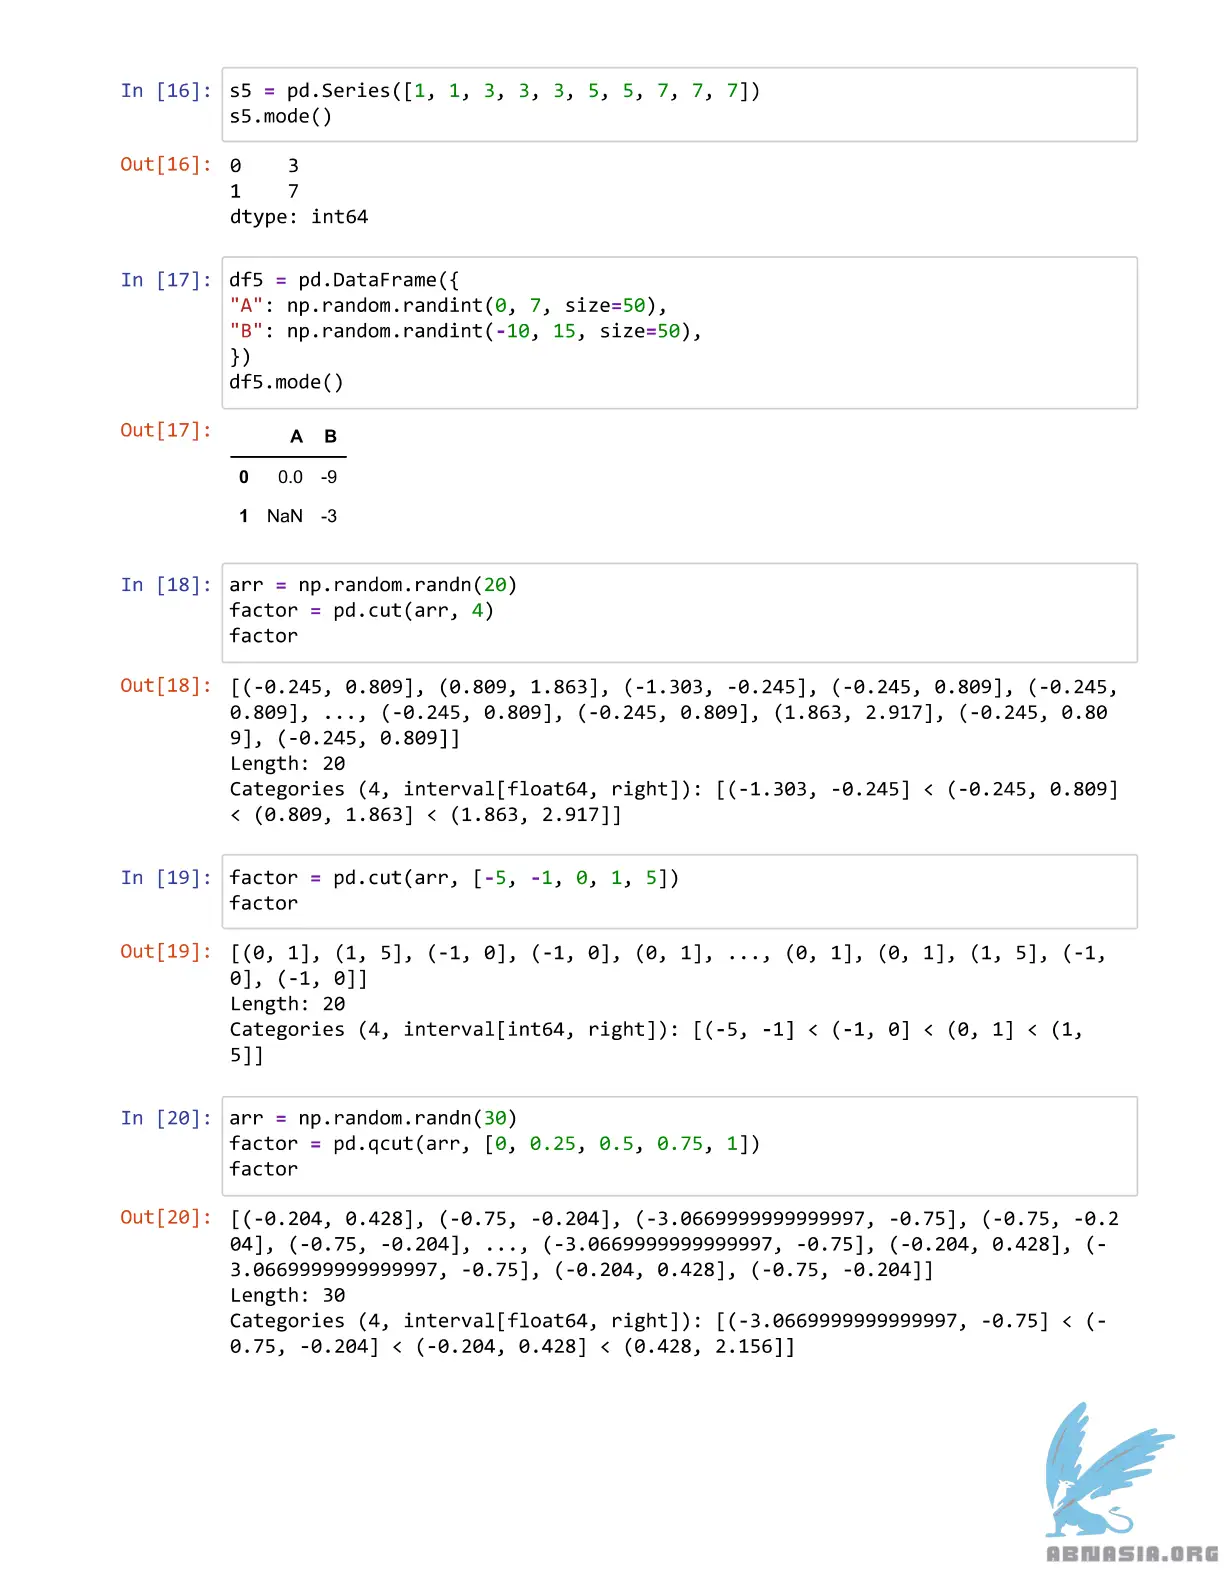 In [16]: s5 = pd.Series([1, 1, 3, 3, 3, 5, 5, 7, 7, 7])
s5.mode()
Out[16]: 0    3
1    7
dtype: int64
In [17]: df5 = pd.DataFrame({
"A": np.random.randint(0, 7, size=50),
"B": np.random.randint(-10, 15, size=50),
})
df5.mode()
Out[17]:
A B
0 0.0 -9
1 NaN -3
In [18]: arr = np.random.randn(20)
factor = pd.cut(arr, 4)
factor
Out[18]: [(-0.245, 0.809], (0.809, 1.863], (-1.303, -0.245], (-0.245, 0.809], (-0.245,
0.809], ..., (-0.245, 0.809], (-0.245, 0.809], (1.863, 2.917], (-0.245, 0.80
9], (-0.245, 0.809]]
Length: 20
Categories (4, interval[float64, right]): [(-1.303, -0.245] < (-0.245, 0.809]
< (0.809, 1.863] < (1.863, 2.917]]
In [19]: factor = pd.cut(arr, [-5, -1, 0, 1, 5])
factor
Out[19]: [(0, 1], (1, 5], (-1, 0], (-1, 0], (0, 1], ..., (0, 1], (0, 1], (1, 5], (-1,
0], (-1, 0]]
Length: 20
Categories (4, interval[int64, right]): [(-5, -1] < (-1, 0] < (0, 1] < (1,
5]]
In [20]: arr = np.random.randn(30)
factor = pd.qcut(arr, [0, 0.25, 0.5, 0.75, 1])
factor
Out[20]: [(-0.204, 0.428], (-0.75, -0.204], (-3.0669999999999997, -0.75], (-0.75, -0.2
04], (-0.75, -0.204], ..., (-3.0669999999999997, -0.75], (-0.204, 0.428], (-
3.0669999999999997, -0.75], (-0.204, 0.428], (-0.75, -0.204]]
Length: 30
Categories (4, interval[float64, right]): [(-3.0669999999999997, -0.75] < (-
0.75, -0.204] < (-0.204, 0.428] < (0.428, 2.156]]
ABNASIA.ORG